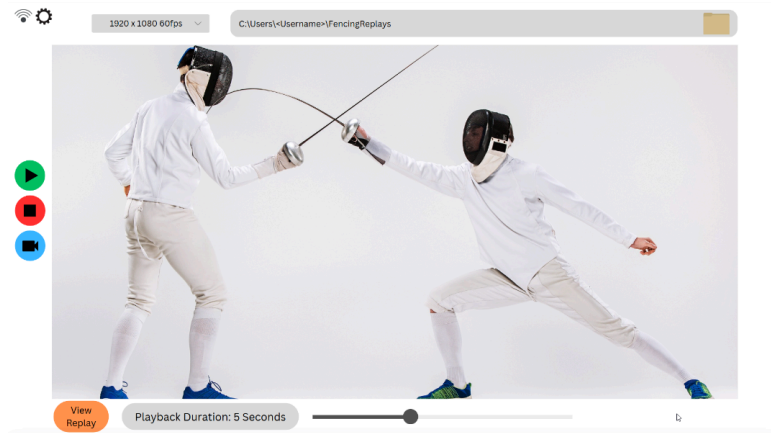 1920 x 1080 60fps
C:\Users\<Username>\FencingReplays
View
Replay
Playback Duration: 5 Seconds